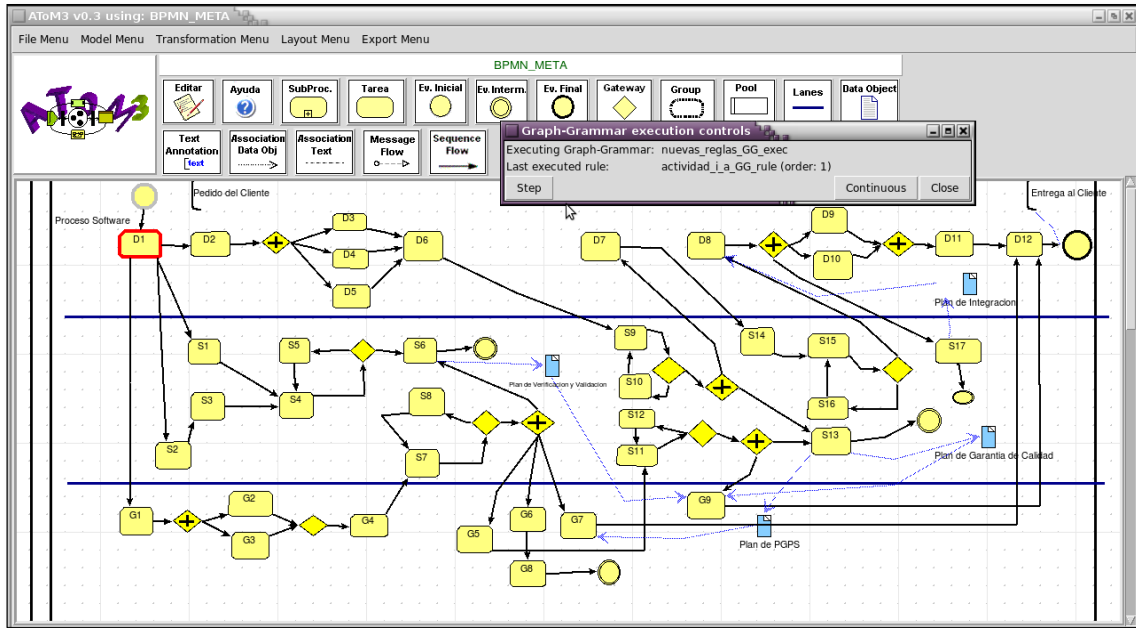 AToM3 v0.3 using: BPMN_META
File Menu Model Menu Transformation Menu Layout Menu Export Menu
BPMN_META
AToM3
Editar
Ayuda
SubProc.
Tarea
Ev. Inicial
Ev.Interm.
Ev. Final
Gateway
Group
Pool
Lanes
Data Object
Text Annotation
[text]
Association Data Obj
Association Text
Message Flow
Sequence Flow
Graph-Grammar execution controls
Executing Graph-Grammar: nuevas_reglas_GG_exec
Last executed rule: actividad_i_a_GG_rule (order: 1)
Step Continuous Close
Pedido del Cliente
Entrega al Cliente
Proceso Software
D1
D2
D3
D4
D5
D6
D7
D8
D9
D10
D11
D12
Plan de Integracion
S1
S2
S3
S4
S5
S6
Plan de Verificacion y Validacion
S7
S8
S9
S10
S11
S12
S13
S14
S15
S16
S17
Plan de Garantia de Calidad
G1
G2
G3
G4
G5
G6
G7
G8
G9
Plan de PGPS